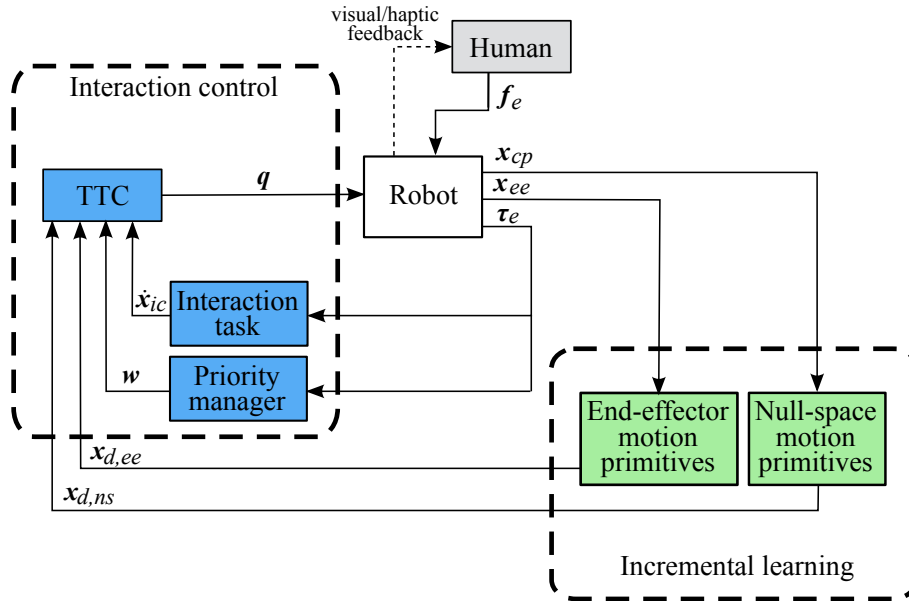 visual/haptic
feedback
Human
Interaction control
f_e
TTC
q
Robot
x_cp
x_ee
τ_e
ẋ_ic
Interaction
task
w
Priority
manager
End-effector
motion
primitives
Null-space
motion
primitives
x_d,ee
x_d,ns
Incremental learning